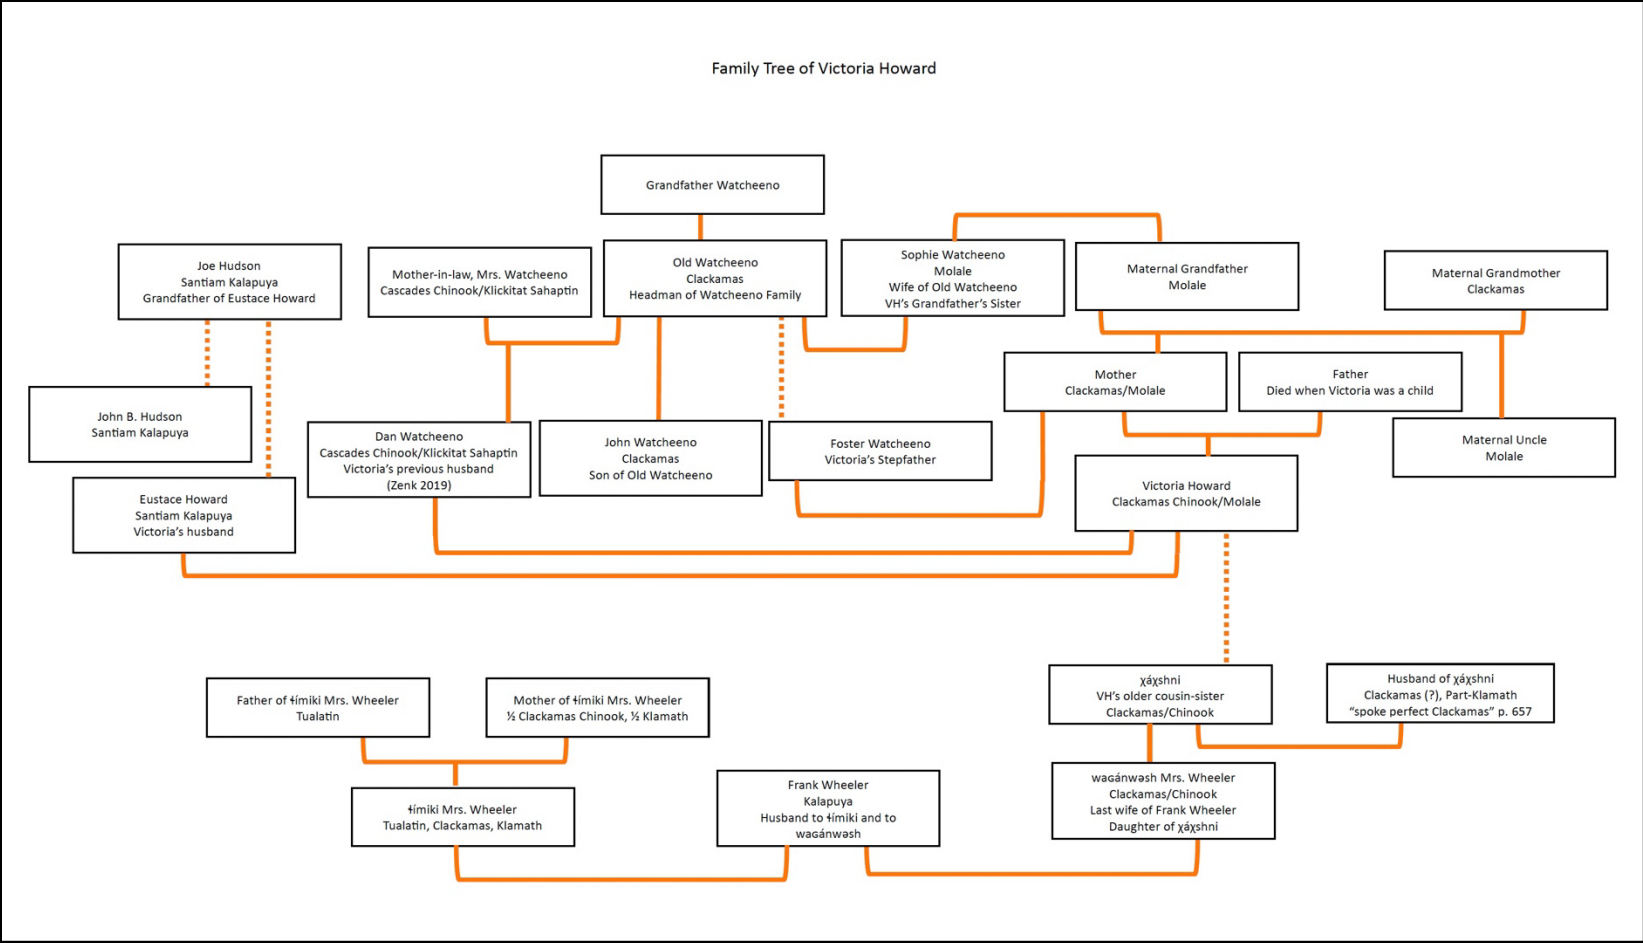 Family Tree of Victoria Howard
Grandfather Watcheeno
Joe Hudson
Santiam Kalapuya
Grandfather of Eustace Howard
Mother-in-law, Mrs. Watcheeno
Cascades Chinook/Klickitat Sahaptin
Old Watcheeno
Clackamas
Headman of Watcheeno Family
Sophie Watcheeno
Molale
Wife of Old Watcheeno
VH’s Grandfather’s Sister
Maternal Grandfather
Molale
Maternal Grandmother
Clackamas
Mother
Clackamas/Molale
Father
Died when Victoria was a child
John B. Hudson
Santiam Kalapuya
Dan Watcheeno
Cascades Chinook/Klickitat Sahaptin
Victoria’s previous husband
(Zenk 2019)
John Watcheeno
Clackamas
Son of Old Watcheeno
Foster Watcheeno
Victoria’s Stepfather
Maternal Uncle
Molale
Eustace Howard
Santiam Kalapuya
Victoria’s husband
Victoria Howard
Clackamas Chinook/Molale
Father of ɬímiki Mrs. Wheeler
Tualatin
Mother of ɬímiki Mrs. Wheeler
½ Clackamas Chinook, ½ Klamath
χáχshni
VH’s older cousin-sister
Clackamas/Chinook
Husband of χáχshni
Clackamas (?), Part-Klamath
“spoke perfect Clackamas” p. 657
ɬímiki Mrs. Wheeler
Tualatin, Clackamas, Klamath
Frank Wheeler
Kalapuya
Husband to ɬímiki and to
waɢánwəsh
waɢánwəsh Mrs. Wheeler
Clackamas/Chinook
Last wife of Frank Wheeler
Daughter of χáχshni